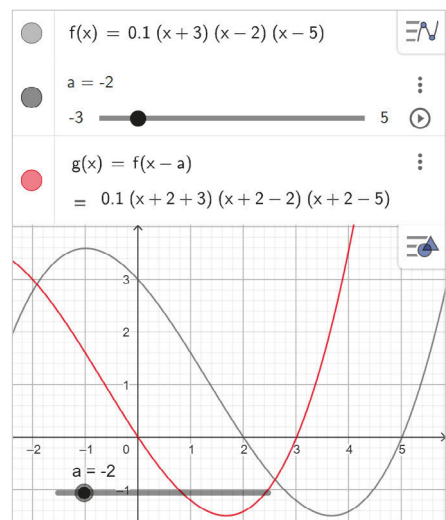 f(x) = 0.1 (x + 3) (x − 2) (x − 5)
a = -2
-3 5
g(x) = f(x − a)
= 0.1 (x + 2 + 3) (x + 2 − 2) (x + 2 − 5)
3
2
1
−2 −1 0 1 2 3 4 5
a = -2
−1